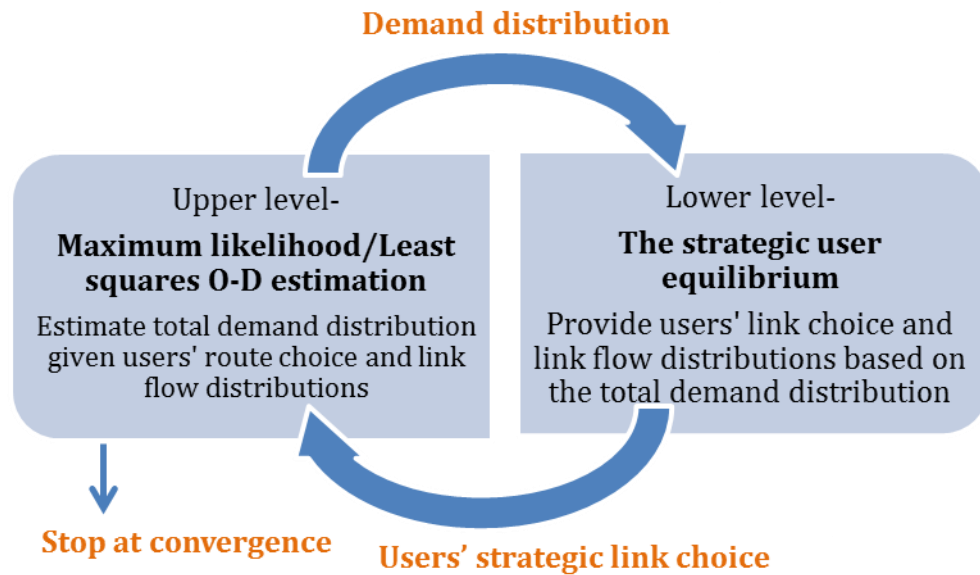 Demand distribution
Upper level-
Maximum likelihood/Least
squares O-D estimation
Estimate total demand distribution
given users' route choice and link
flow distributions
Lower level-
The strategic user
equilibrium
Provide users' link choice and
link flow distributions based on
the total demand distribution
Stop at convergence
Users’ strategic link choice